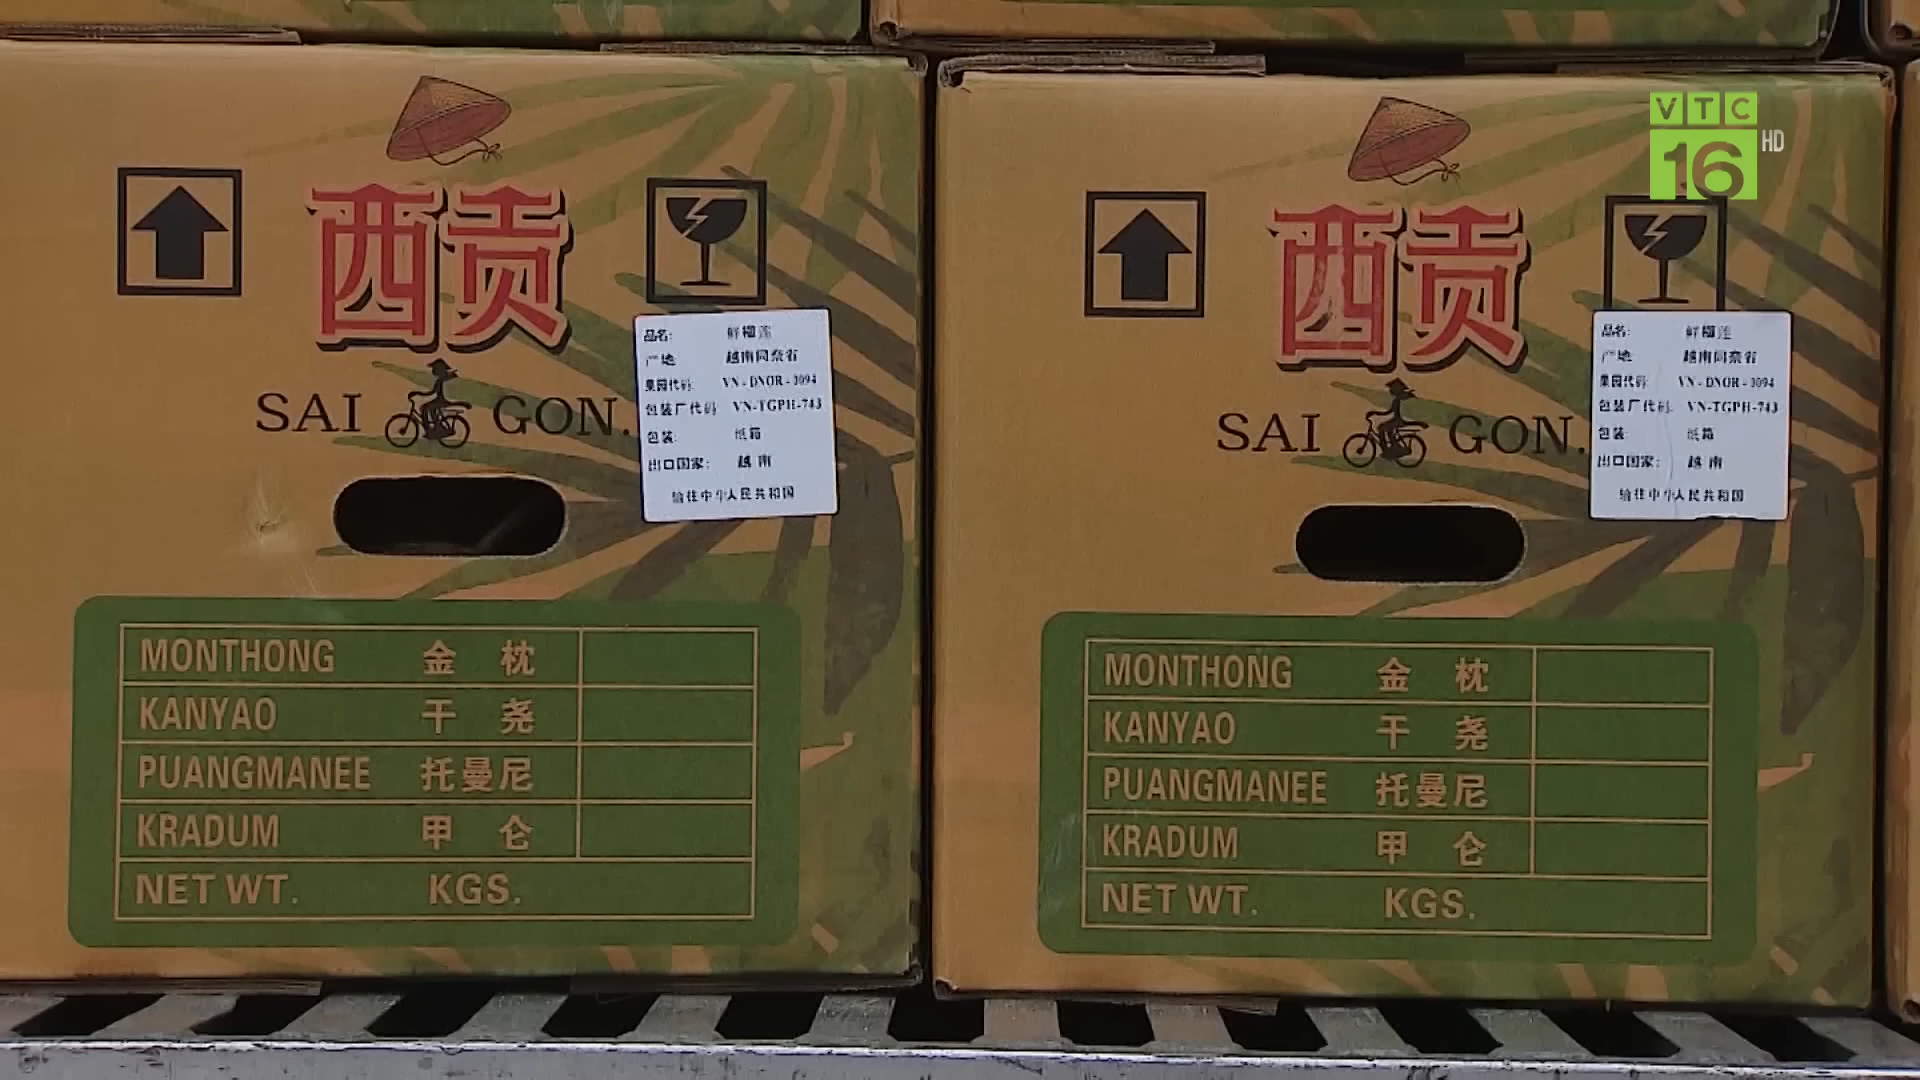 VTC
16 HD
西贡
SAI GON.
品名: 鲜榴莲
产地: 越南同奈省
果园代码: VN-DNOR-3094
包装厂代码: VN-TGPH-743
包装: 纸箱
出口国家: 越南
输往中华人民共和国
MONTHONG 金枕
KANYAO 干尧
PUANGMANEE 托曼尼
KRADUM 甲仑
NET WT. KGS.
西贡
SAI GON.
品名: 鲜榴莲
产地: 越南同奈省
果园代码: VN-DNOR-3094
包装厂代码: VN-TGPH-743
包装: 纸箱
出口国家: 越南
输往中华人民共和国
MONTHONG 金枕
KANYAO 干尧
PUANGMANEE 托曼尼
KRADUM 甲仑
NET WT. KGS.